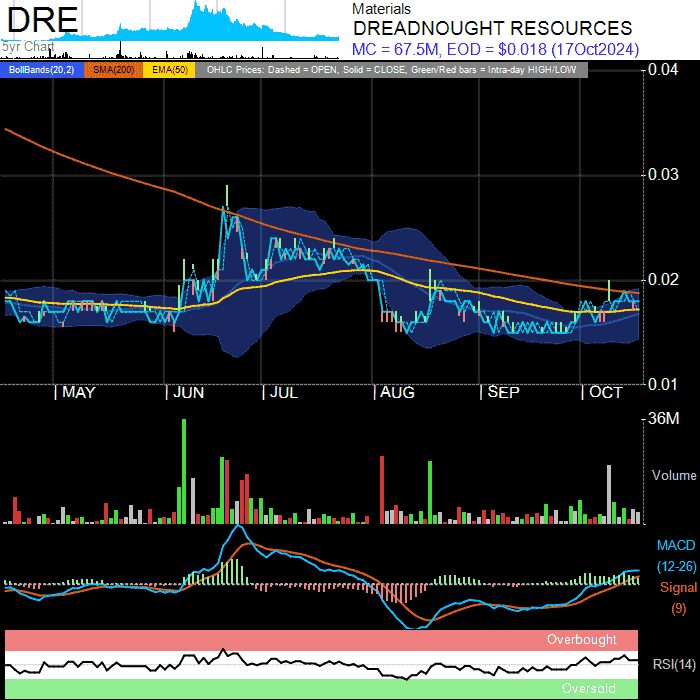 DRE
5yr Chart
Materials
DREADNOUGHT RESOURCES
MC = 67.5M, EOD = $0.018 (17Oct2024)
BollBands(20,2) SMA(200) EMA(50) OHLC Prices: Dashed = OPEN, Solid = CLOSE, Green/Red bars = Intra-day HIGH/LOW
0.04
0.03
0.02
0.01
MAY JUN JUL AUG SEP OCT
36M
Volume
MACD
(12-26)
Signal
(9)
Overbought
RSI(14)
Oversold